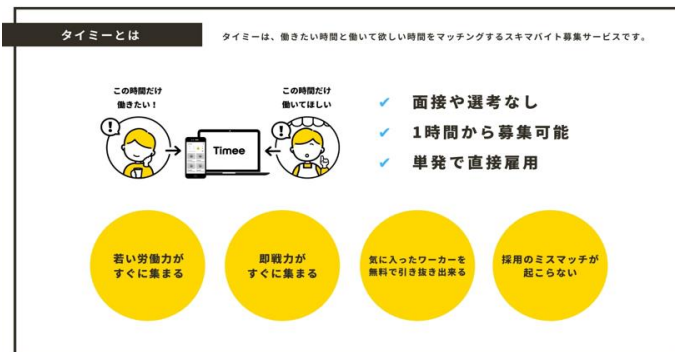 タイミーとは
タイミーは、働きたい時間と働いて欲しい時間をマッチングするスキマバイト募集サービスです。
この時間だけ
働きたい！
この時間だけ
働いてほしい
Timee
面接や選考なし
1時間から募集可能
単発で直接雇用
若い労働力が
すぐに集まる
即戦力が
すぐに集まる
気に入ったワーカーを
無料で引き抜き出来る
採用のミスマッチが
起こらない